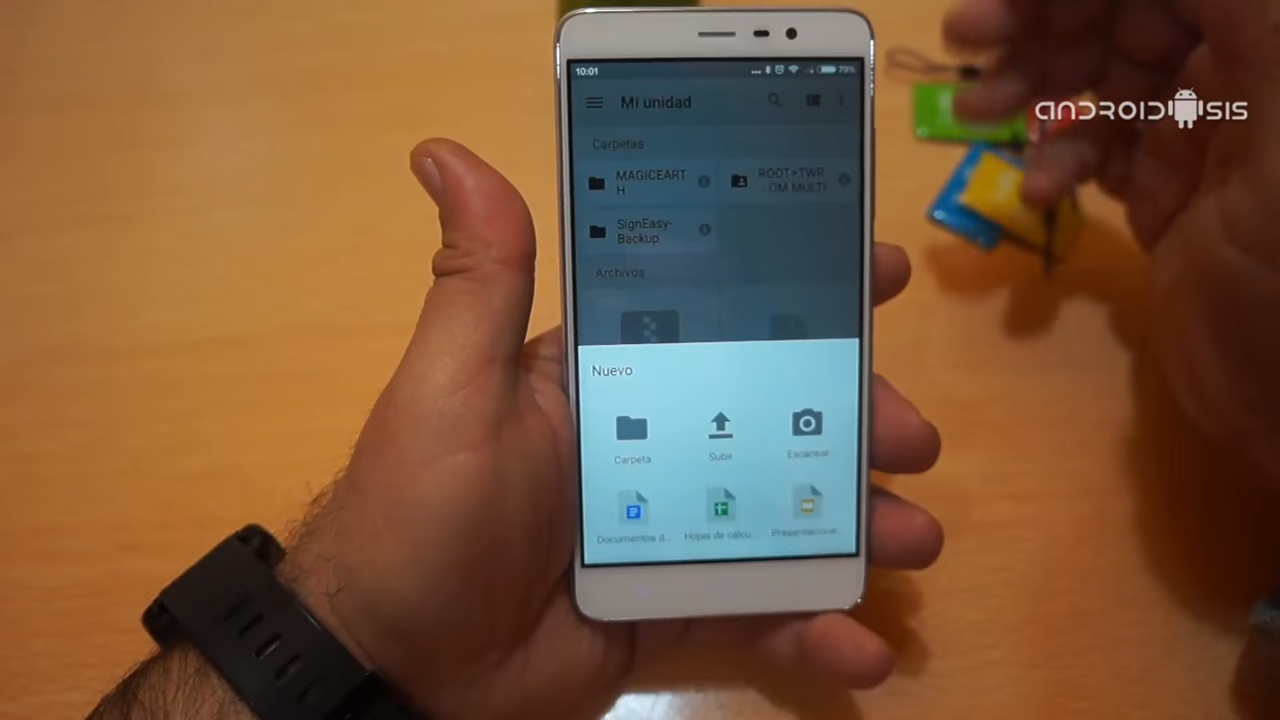 10:01
79%
Mi unidad
ANDROIDSIS
Carpetas
MAGICEART
H
ROOT+TWR
OM MULTI
SignEasy-
Backup
Archivos
Nuevo
Carpeta
Subir
Escanear
Documentos d..
Hojas de cálcu..
Presentacione..